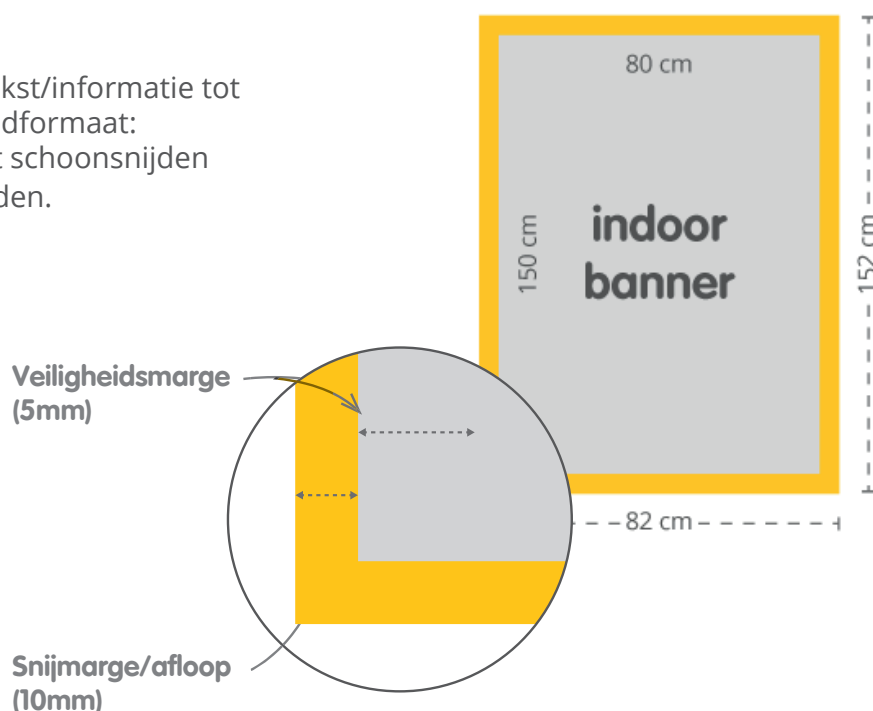 kst/informatie tot
dformaat:
t schoonsnijden
den.
80 cm
150 cm
indoor
banner
152 cm
82 cm
Veiligheidsmarge
(5mm)
Snijmarge/afloop
(10mm)